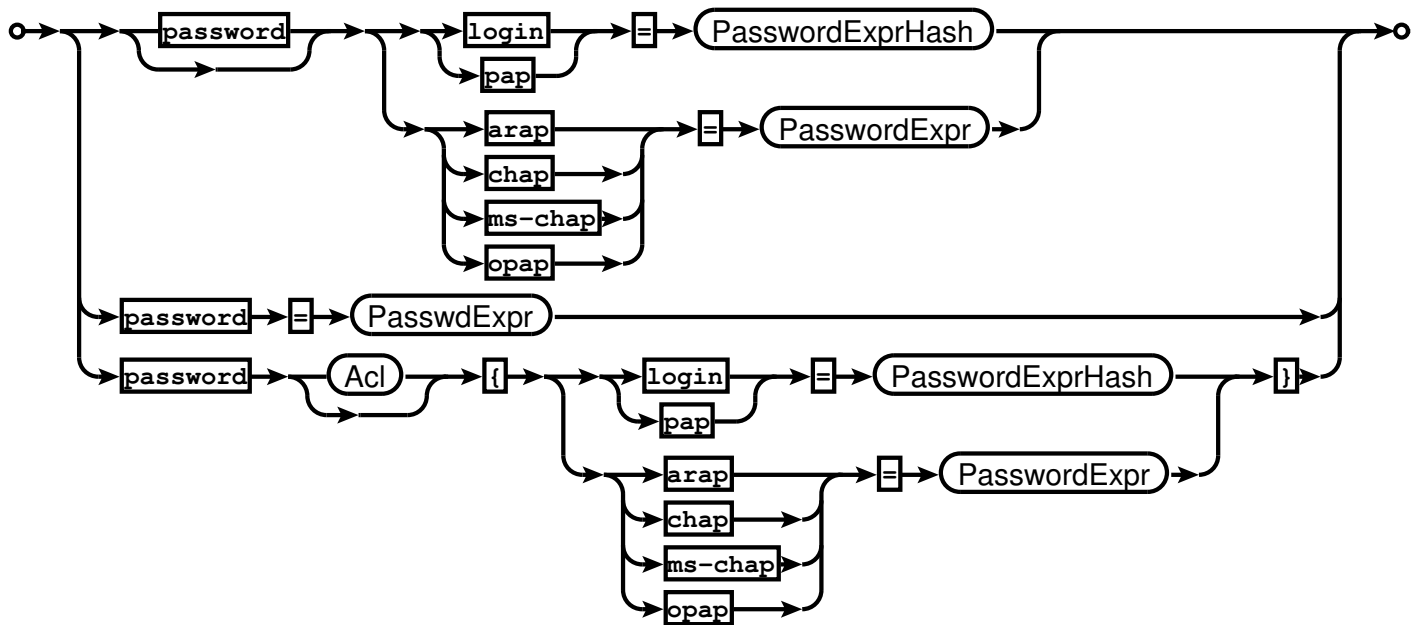 password login = PasswordExprHash
pap
arap = PasswordExpr
chap
ms-chap
opap
password = PasswdExpr
password Acl { login = PasswordExprHash }
pap
arap = PasswordExpr
chap
ms-chap
opap